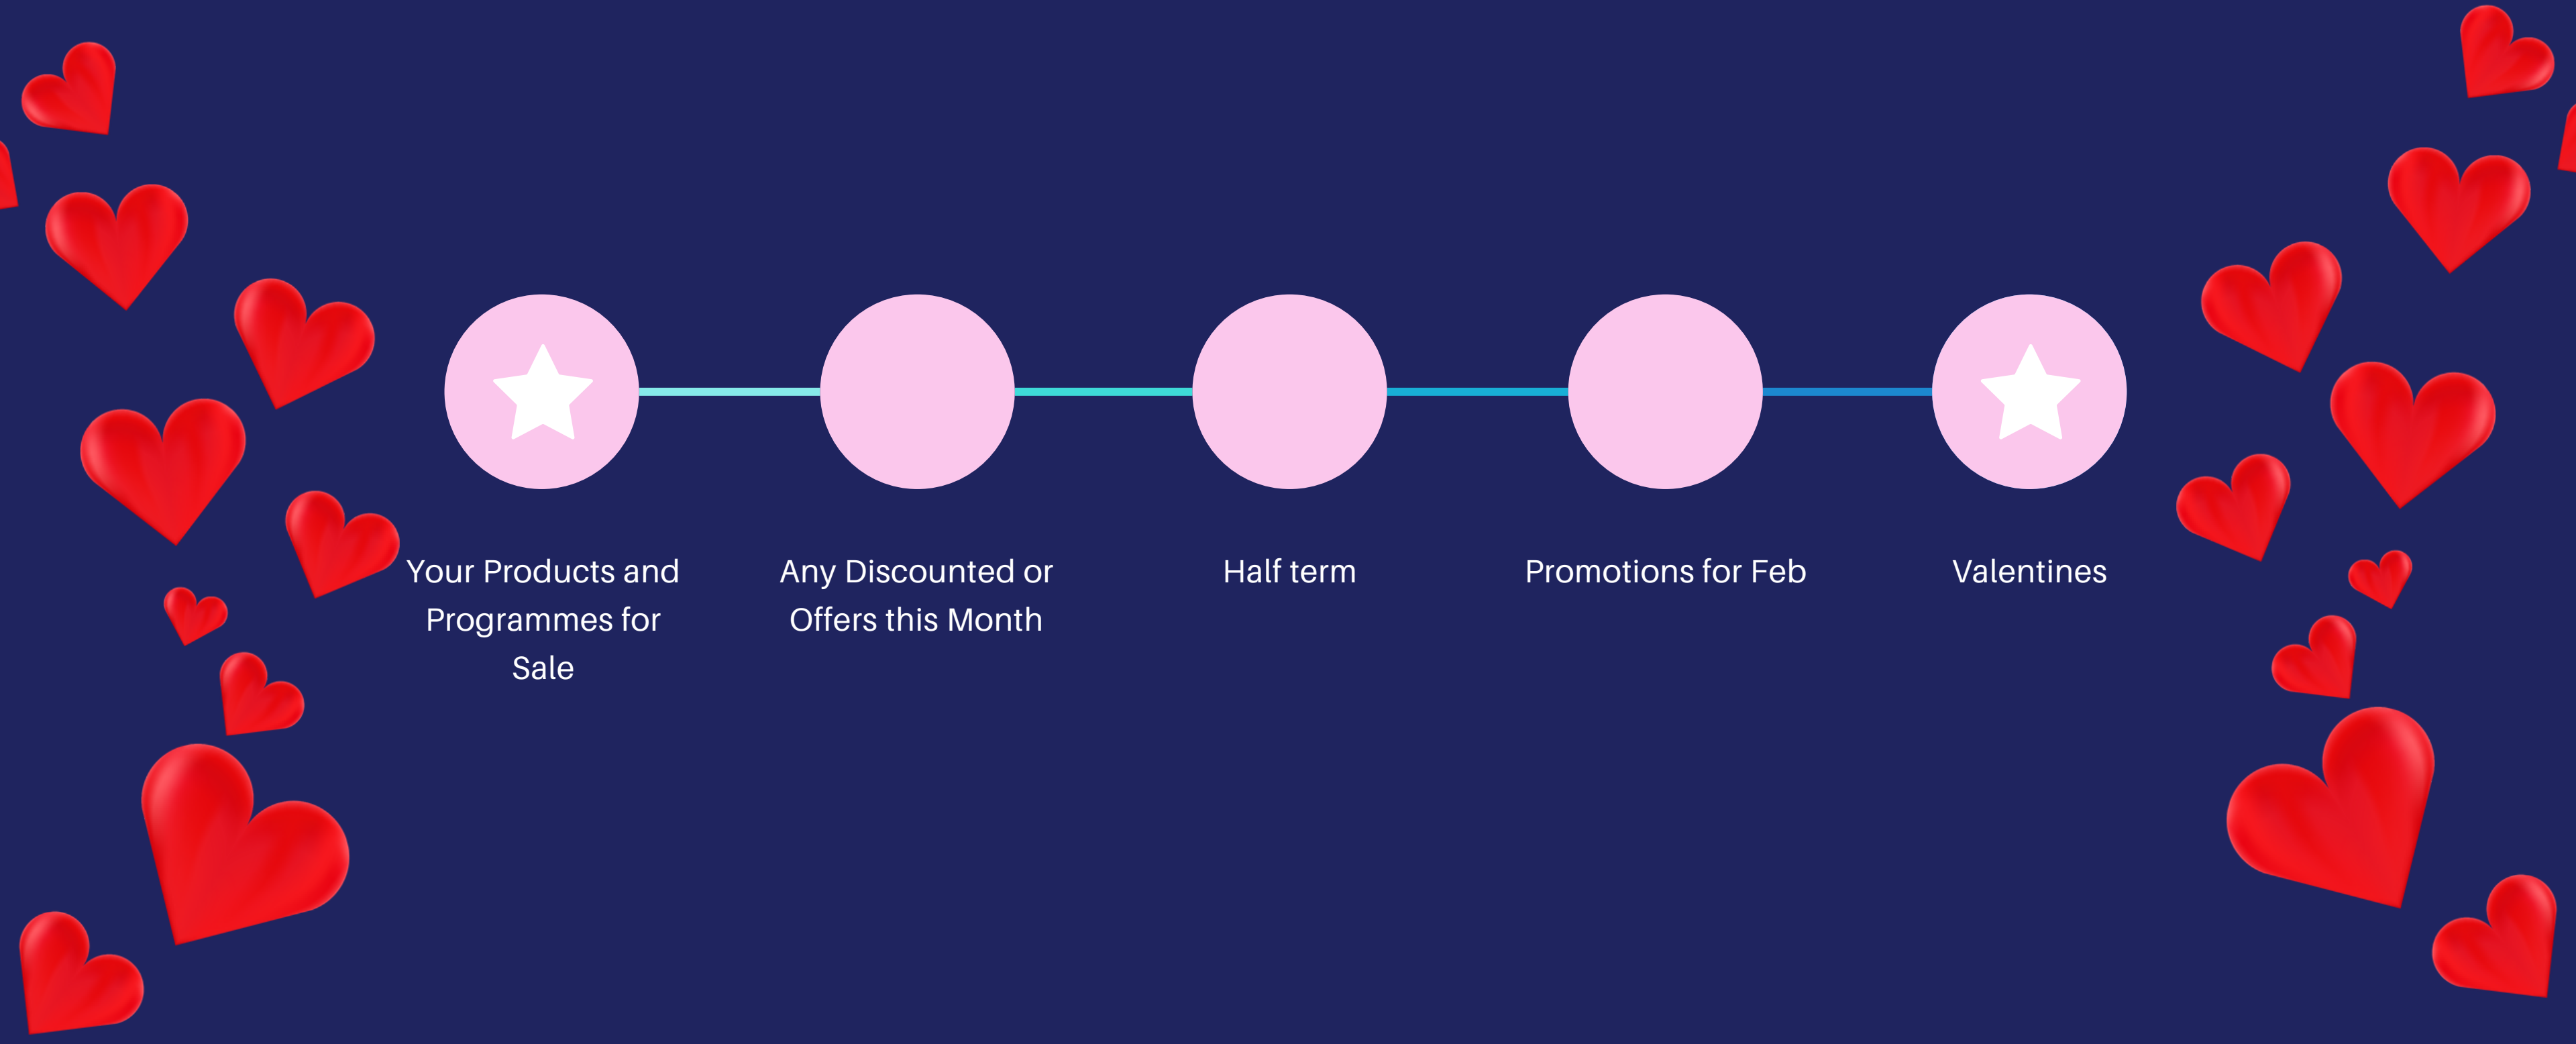 Your Products and
Programmes for
Sale
Any Discounted or
Offers this Month
Half term
Promotions for Feb
Valentines